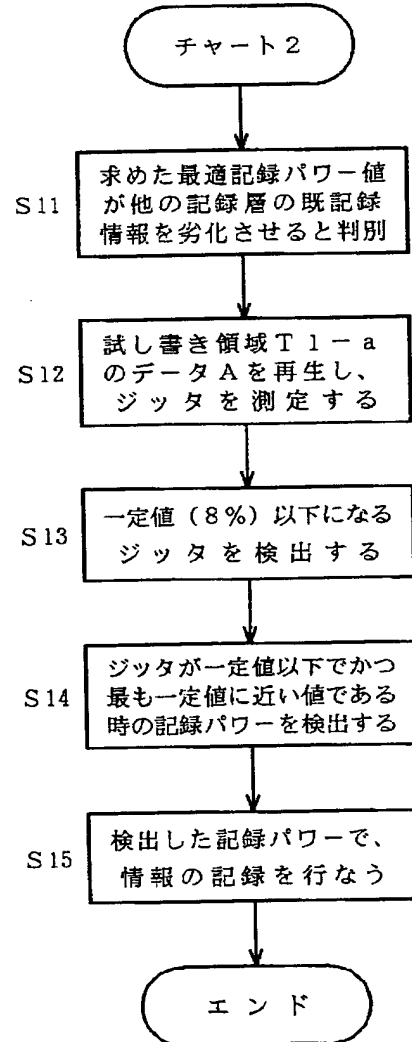 チャート2
S11
求めた最適記録パワー値
が他の記録層の既記録
情報を劣化させると判別
S12
試し書き領域T1-a
のデータAを再生し、
ジッタを測定する
S13
一定値(8%)以下になる
ジッタを検出する
S14
ジッタが一定値以下でかつ
最も一定値に近い値である
時の記録パワーを検出する
S15
検出した記録パワーで、
情報の記録を行なう
エンド